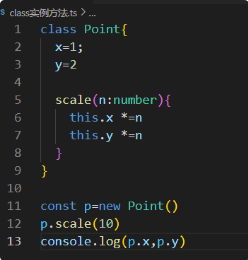 class实例方法.ts > ...
1 class Point{
2   x=1;
3   y=2
4
5   scale(n:number){
6     this.x *=n
7     this.y *=n
8   }
9 }
10
11 const p=new Point()
12 p.scale(10)
13 console.log(p.x,p.y)